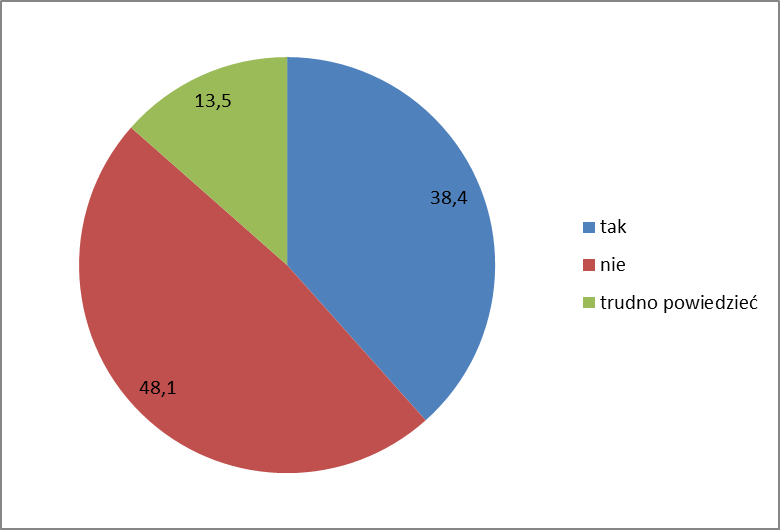 13,5
38,4
48,1
tak
nie
trudno powiedzieć